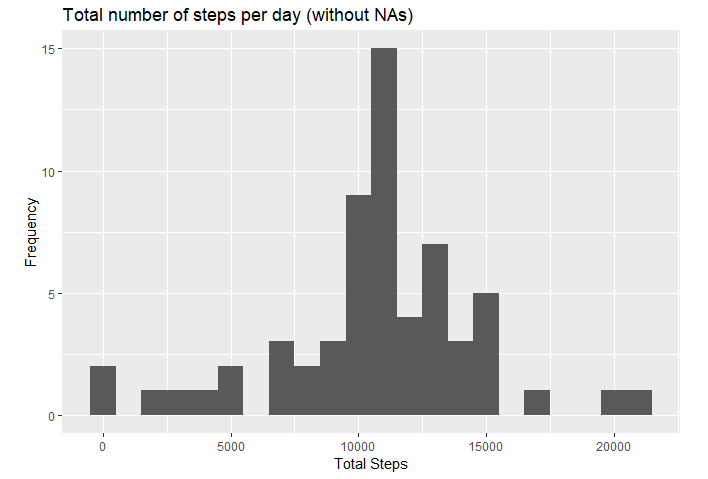 Total number of steps per day (without NAs)
15
10
5
0
Frequency
0 5000 10000 15000 20000
Total Steps